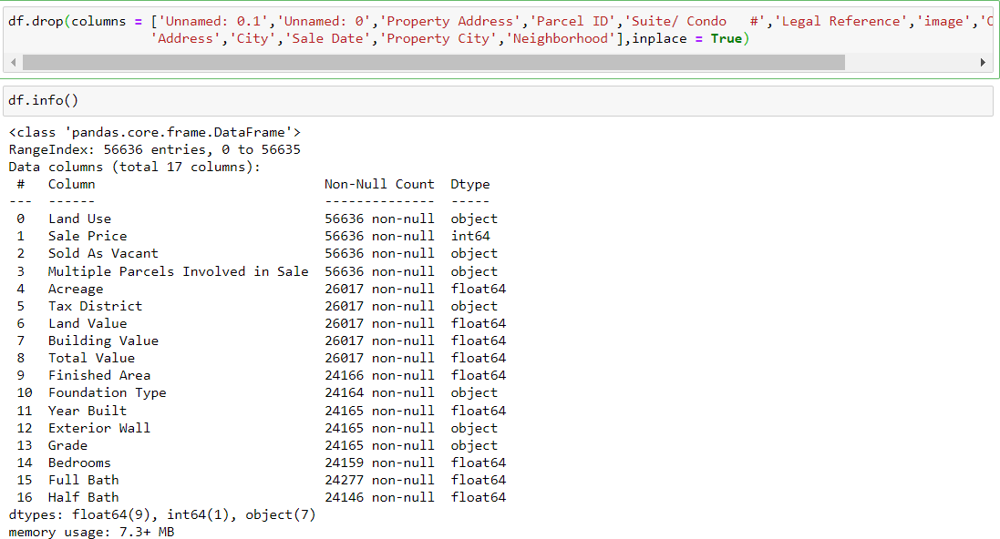 df.drop(columns = ['Unnamed: 0.1','Unnamed: 0','Property Address','Parcel ID','Suite/ Condo   #','Legal Reference','image','
'Address','City','Sale Date','Property City','Neighborhood'],inplace = True)
df.info()
<class 'pandas.core.frame.DataFrame'>
RangeIndex: 56636 entries, 0 to 56635
Data columns (total 17 columns):
 #   Column                             Non-Null Count  Dtype
---  ------                             --------------  -----
 0   Land Use                           56636 non-null  object
 1   Sale Price                         56636 non-null  int64
 2   Sold As Vacant                     56636 non-null  object
 3   Multiple Parcels Involved in Sale  56636 non-null  object
 4   Acreage                            26017 non-null  float64
 5   Tax District                       26017 non-null  object
 6   Land Value                         26017 non-null  float64
 7   Building Value                     26017 non-null  float64
 8   Total Value                        26017 non-null  float64
 9   Finished Area                      24166 non-null  float64
 10  Foundation Type                    24164 non-null  object
 11  Year Built                         24165 non-null  float64
 12  Exterior Wall                      24165 non-null  object
 13  Grade                              24165 non-null  object
 14  Bedrooms                           24159 non-null  float64
 15  Full Bath                          24277 non-null  float64
 16  Half Bath                          24146 non-null  float64
dtypes: float64(9), int64(1), object(7)
memory usage: 7.3+ MB